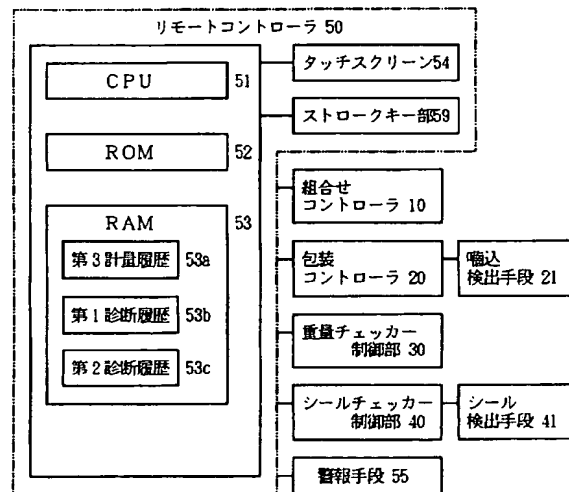 リモートコントローラ 50
CPU 51
タッチスクリーン54
ストロークキー部59
ROM 52
RAM 53
第3計量履歴 53a
第1診断履歴 53b
第2診断履歴 53c
組合せ
コントローラ 10
包装
コントローラ 20
噛込
検出手段 21
重量チェッカー
制御部 30
シールチェッカー
制御部 40
シール
検出手段 41
警報手段 55